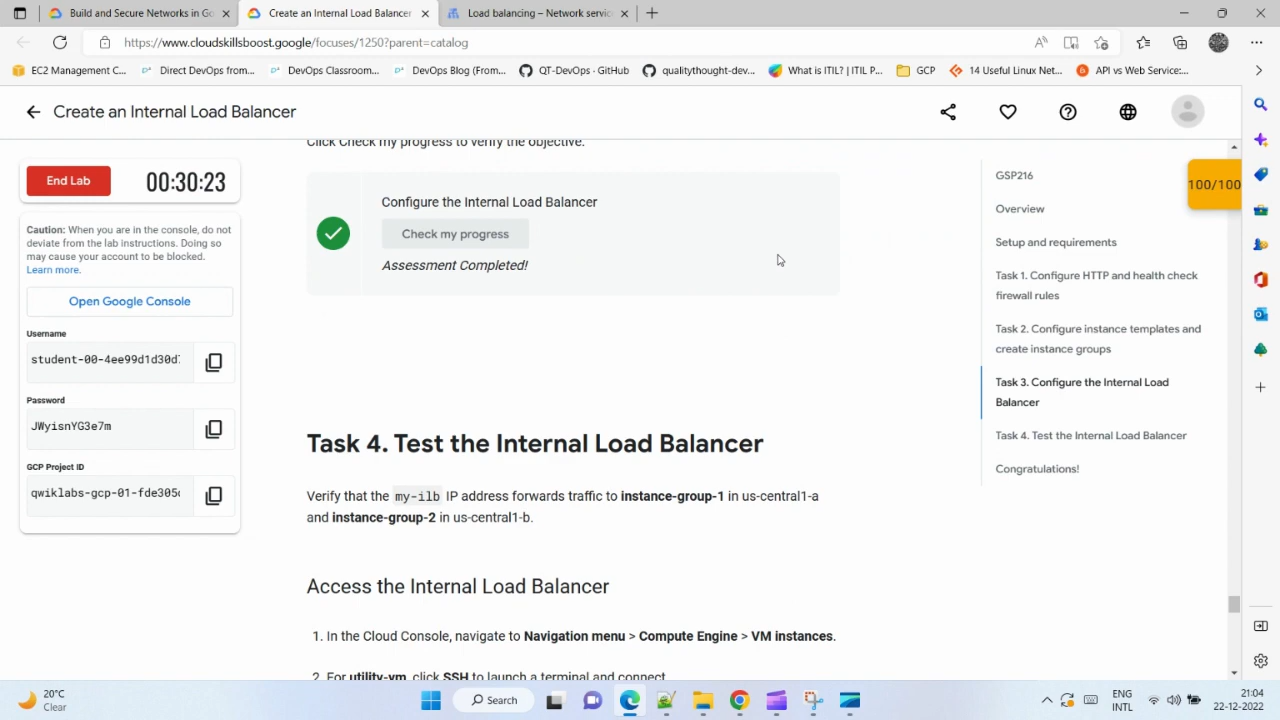 Build and Secure Networks in Go
Create an Internal Load Balancer
Load balancing – Network servic
https://www.cloudskillsboost.google/focuses/1250?parent=catalog
EC2 Management C...
Direct DevOps from...
DevOps Classroom...
DevOps Blog (From...
QT-DevOps · GitHub
qualitythought-dev...
What is ITIL? | ITIL P...
GCP
14 Useful Linux Net...
API vs Web Service:...
Create an Internal Load Balancer
End Lab
00:30:23
Caution: When you are in the console, do not
deviate from the lab instructions. Doing so
may cause your account to be blocked.
Learn more.
Open Google Console
Username
student-00-4ee99d1d30d
Password
JWyisnYG3e7m
GCP Project ID
qwiklabs-gcp-01-fde305
Click Check my progress to verify the objective.
Configure the Internal Load Balancer
Check my progress
Assessment Completed!
Task 4. Test the Internal Load Balancer
Verify that the my-ilb IP address forwards traffic to instance-group-1 in us-central1-a
and instance-group-2 in us-central1-b.
Access the Internal Load Balancer
1. In the Cloud Console, navigate to Navigation menu > Compute Engine > VM instances.
2. For utility-vm, click SSH to launch a terminal and connect.
100/100
GSP216
Overview
Setup and requirements
Task 1. Configure HTTP and health check
firewall rules
Task 2. Configure instance templates and
create instance groups
Task 3. Configure the Internal Load
Balancer
Task 4. Test the Internal Load Balancer
Congratulations!
20°C
Clear
Search
ENG
INTL
21:04
22-12-2022